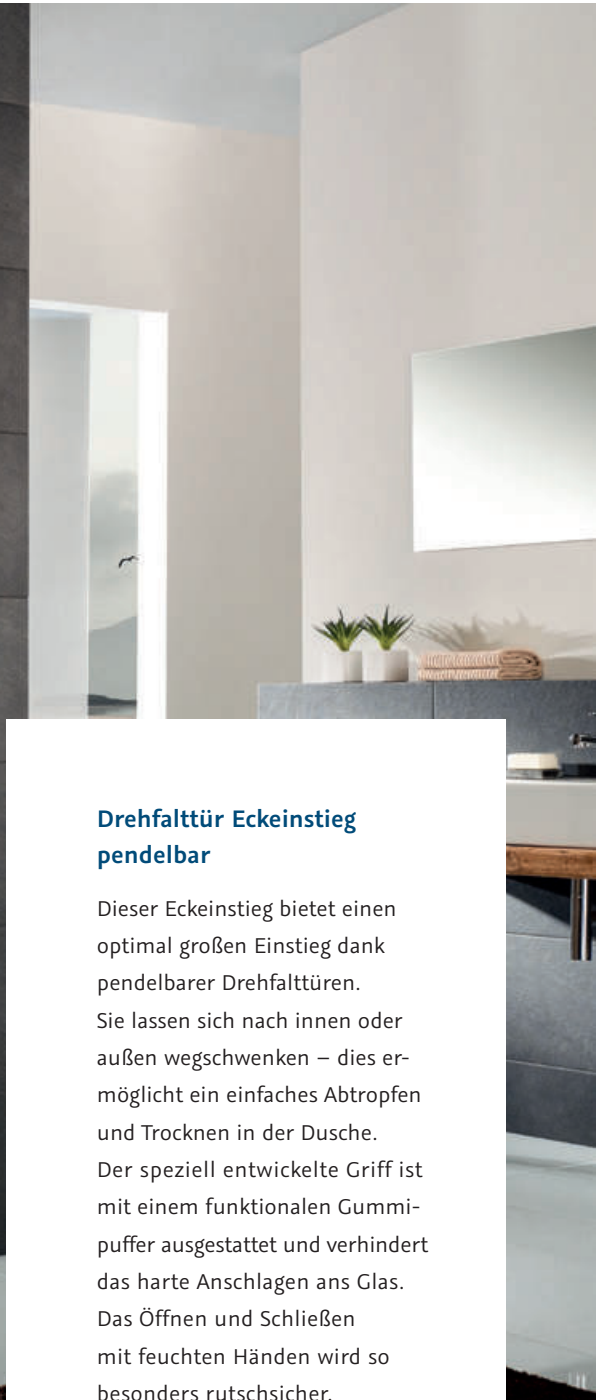 Drehfalttür Eckeinstieg
pendelbar
Dieser Eckeinstieg bietet einen
optimal großen Einstieg dank
pendelbarer Drehfalttüren.
Sie lassen sich nach innen oder
außen wegschwenken – dies er-
möglicht ein einfaches Abtropfen
und Trocknen in der Dusche.
Der speziell entwickelte Griff ist
mit einem funktionalen Gummi-
puffer ausgestattet und verhindert
das harte Anschlagen ans Glas.
Das Öffnen und Schließen
mit feuchten Händen wird so
besonders rutschsicher.